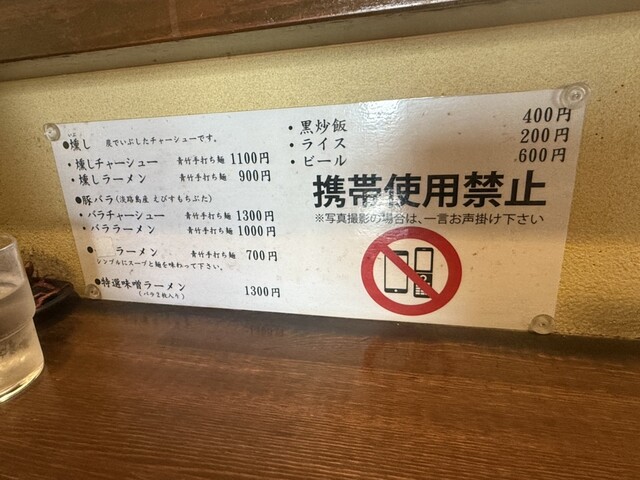 ●燻し 炭でいぶしたチャーシューです。
・燻しチャーシュー 青竹手打ち麺 1100円
・燻しラーメン 青竹手打ち麺 900円
●豚バラ(淡路島産 えびすもちぶた)
・バラチャーシュー 青竹手打ち麺 1300円
・バララーメン 青竹手打ち麺 1000円
● ラーメン 青竹手打ち麺 700円
シンプルにスープと麺を味わって下さい。
●特選味噌ラーメン 1300円
(バラ2枚入り)
・黒炒飯 400円
・ライス 200円
・ビール 600円
携帯使用禁止
※写真撮影の場合は、一言お声掛け下さい